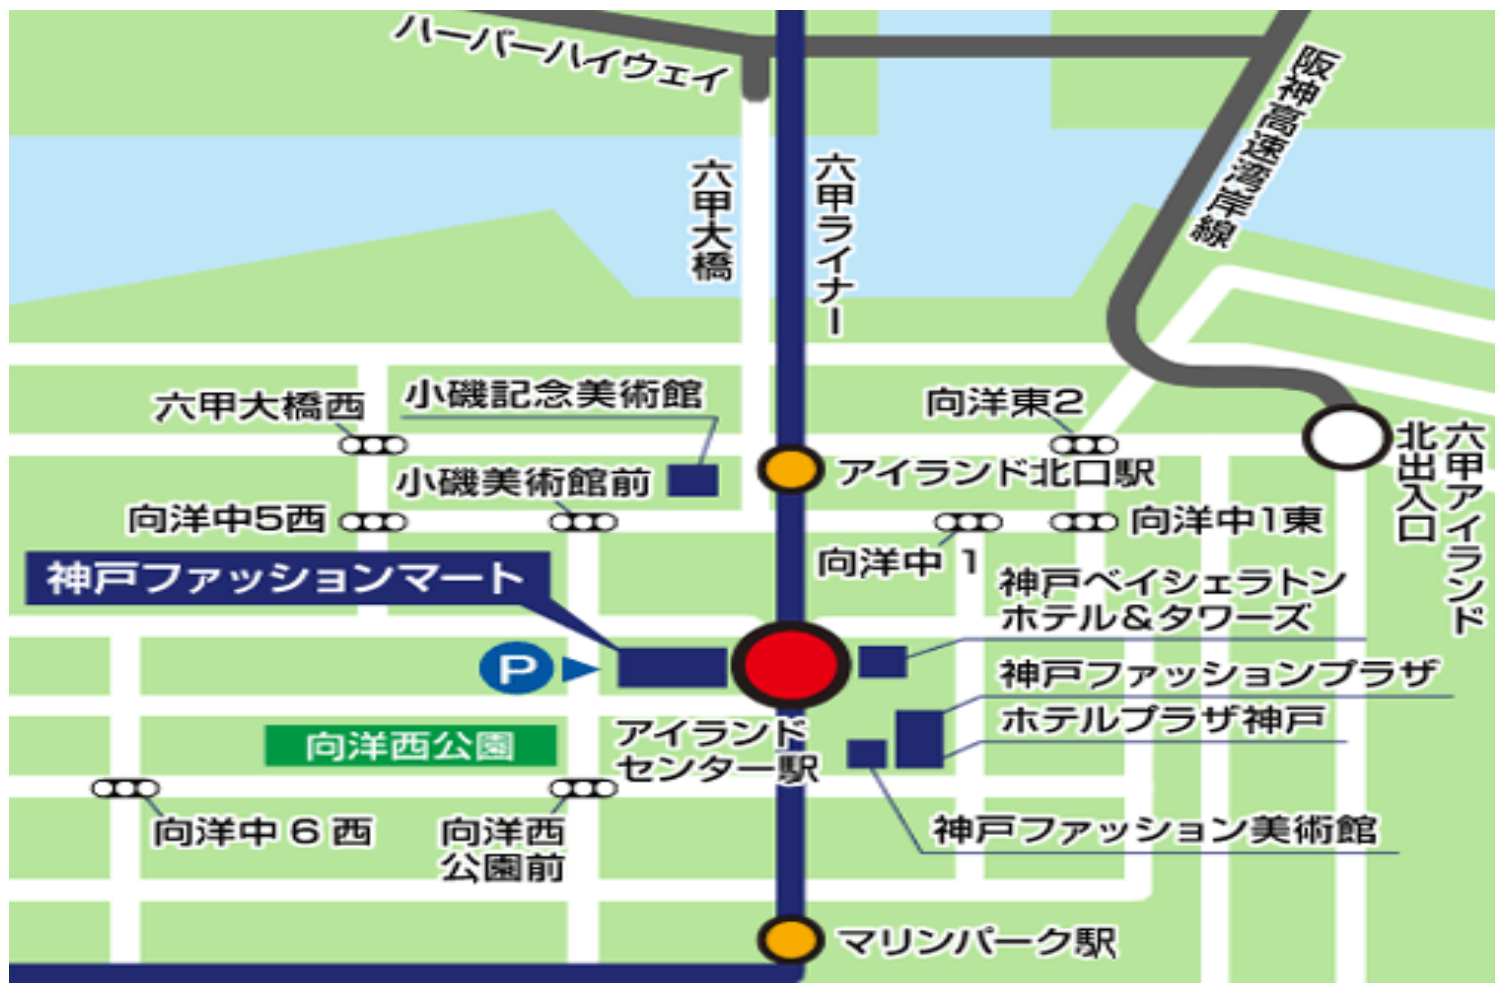 ハーバーハイウェイ
阪神高速湾岸線
六甲大橋
六甲ライナー
六甲大橋西
小磯記念美術館
向洋東2
アイランド北口駅
六甲アイランド
北出入口
小磯美術館前
向洋中5西
向洋中1東
向洋中 1
神戸ファッションマート
神戸ベイシェラトン
ホテル&タワーズ
P
神戸ファッションプラザ
ホテルプラザ神戸
向洋西公園
アイランド
センター駅
向洋中 6 西
向洋西
公園前
神戸ファッション美術館
マリンパーク駅